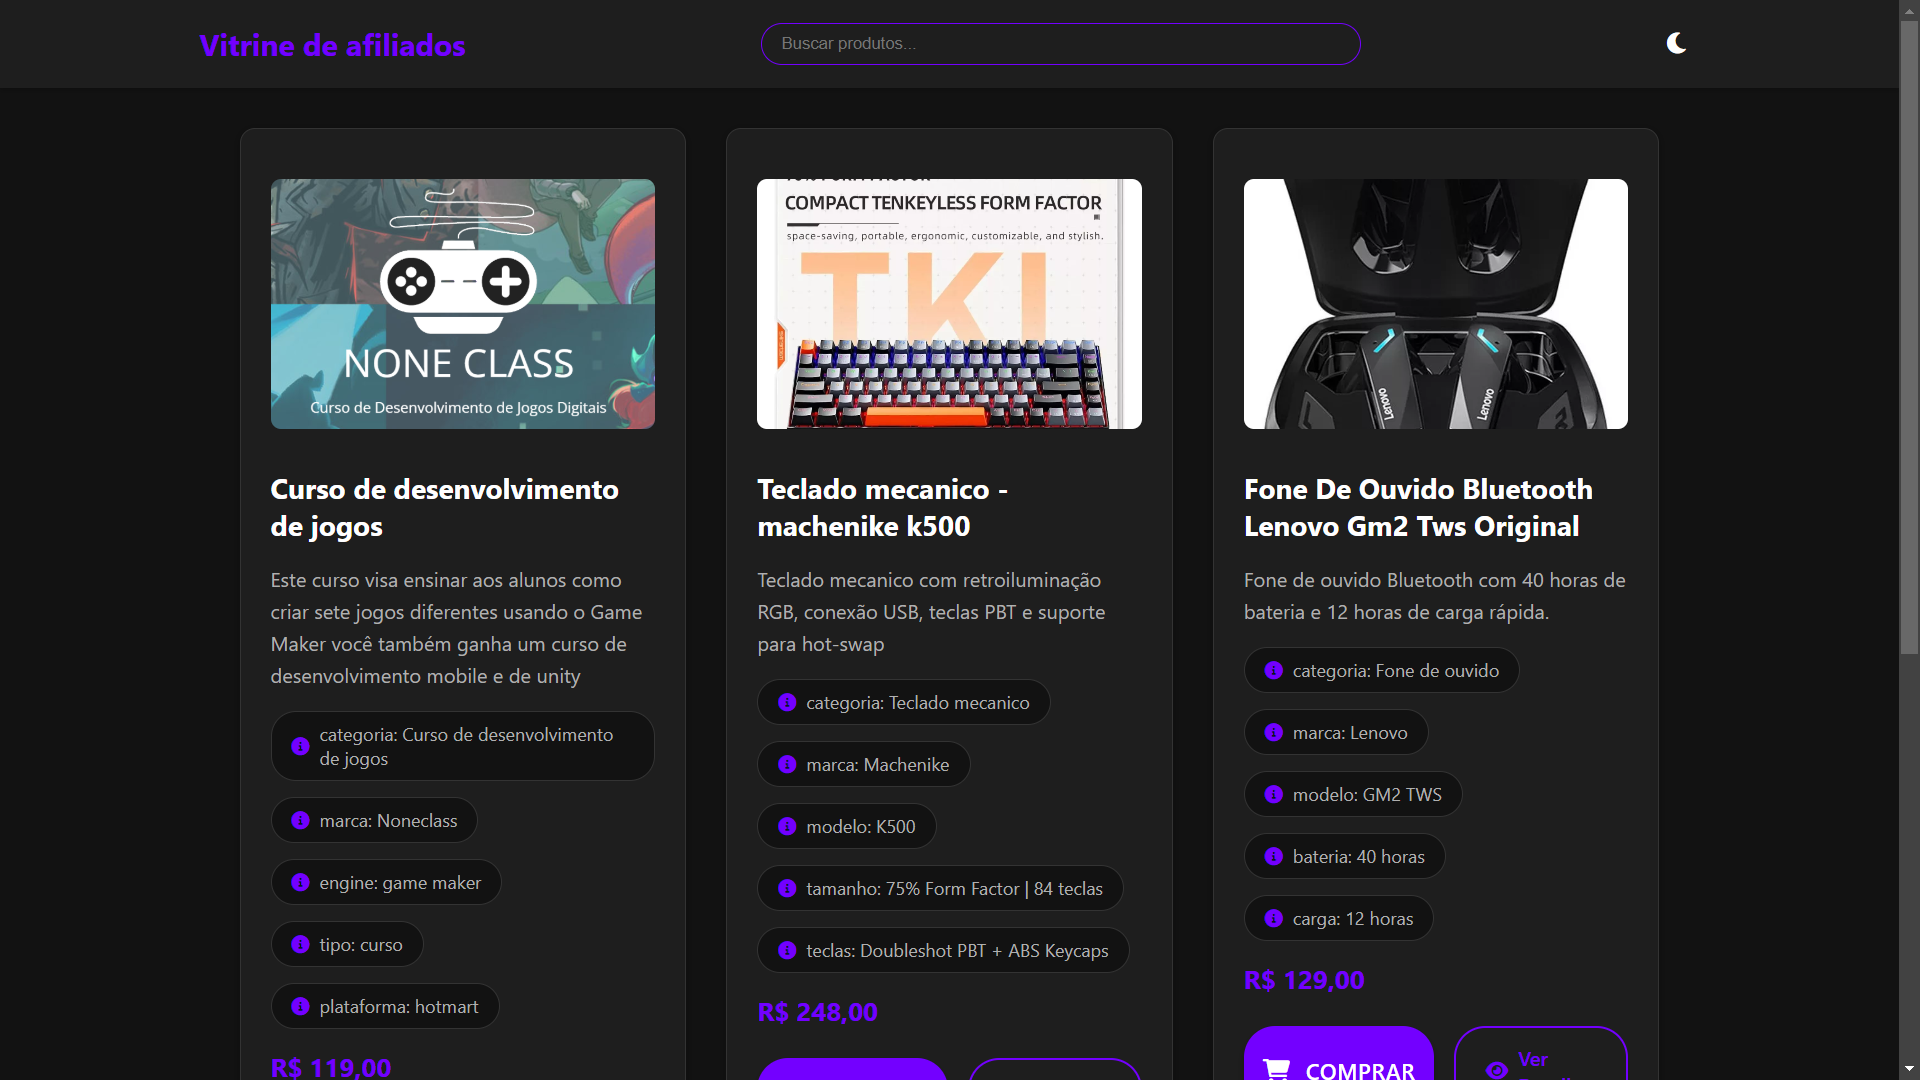 Vitrine de afiliados
Buscar produtos...
NONE CLASS
Curso de Desenvolvimento de Jogos Digitais
Curso de desenvolvimento
de jogos
Este curso visa ensinar aos alunos como
criar sete jogos diferentes usando o Game
Maker você também ganha um curso de
desenvolvimento mobile e de unity
categoria: Curso de desenvolvimento
de jogos
marca: Noneclass
engine: game maker
tipo: curso
plataforma: hotmart
R$ 119,00
COMPACT TENKEYLESS FORM FACTOR
space-saving, portable, ergonomic, customizable, and stylish.
Teclado mecanico -
machenike k500
Teclado mecanico com retroiluminação
RGB, conexão USB, teclas PBT e suporte
para hot-swap
categoria: Teclado mecanico
marca: Machenike
modelo: K500
tamanho: 75% Form Factor | 84 teclas
teclas: Doubleshot PBT + ABS Keycaps
R$ 248,00
Lenovo
Lenovo
Fone De Ouvido Bluetooth
Lenovo Gm2 Tws Original
Fone de ouvido Bluetooth com 40 horas de
bateria e 12 horas de carga rápida.
categoria: Fone de ouvido
marca: Lenovo
modelo: GM2 TWS
bateria: 40 horas
carga: 12 horas
R$ 129,00
COMPRAR
Ver